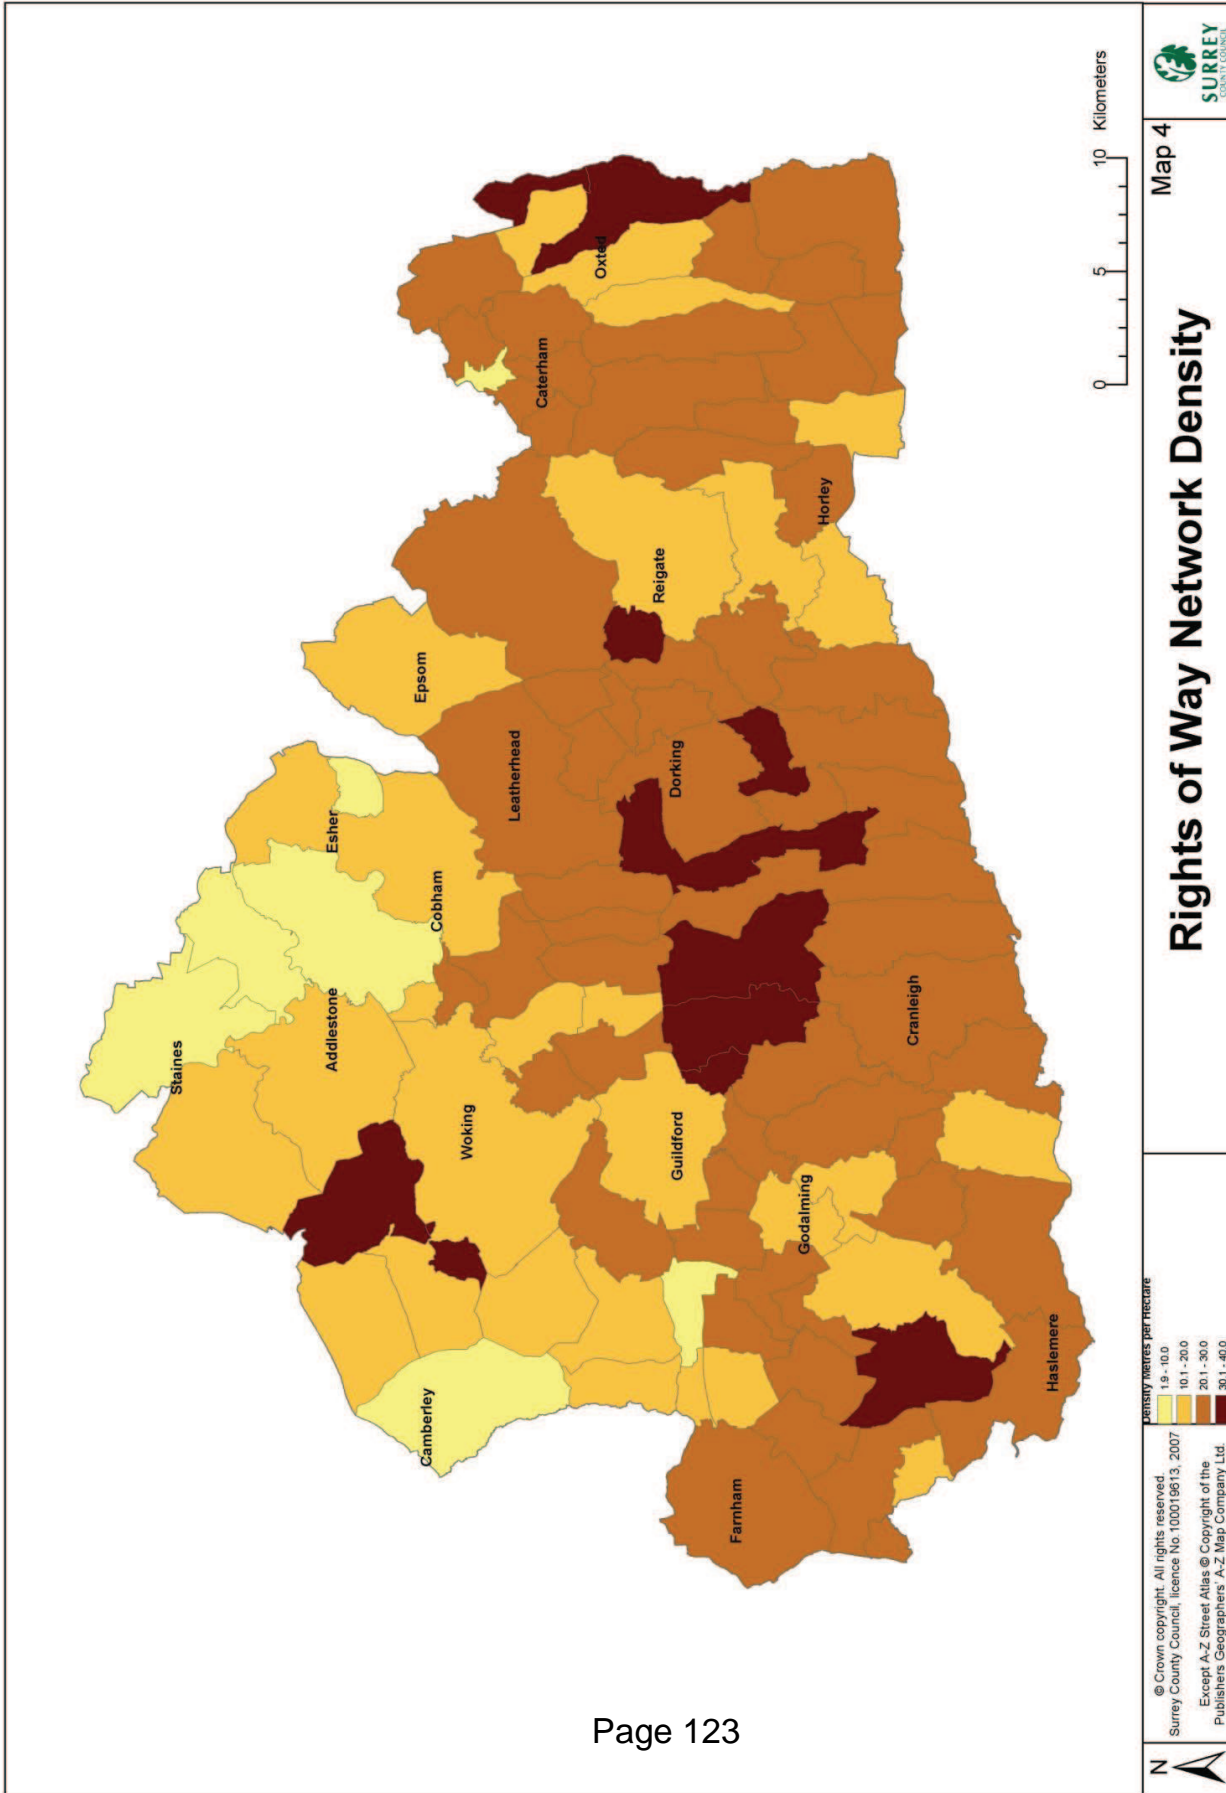 Staines
Addlestone
Esher
Epsom
Camberley
Woking
Cobham
Leatherhead
Caterham
Oxted
Guildford
Dorking
Reigate
Farnham
Godalming
Horley
Cranleigh
Haslemere
0 5 10 Kilometers
N
© Crown copyright. All rights reserved.
Surrey County Council, licence No.100019613, 2007
Except A-Z Street Atlas © Copyright of the
Publishers Geographers' A-Z Map Company Ltd.
Density Metres per Hectare
1.9 - 10.0
10.1 - 20.0
20.1 - 30.0
30.1 - 40.0
Rights of Way Network Density
Map 4
SURREY
COUNTY COUNCIL
Page 123